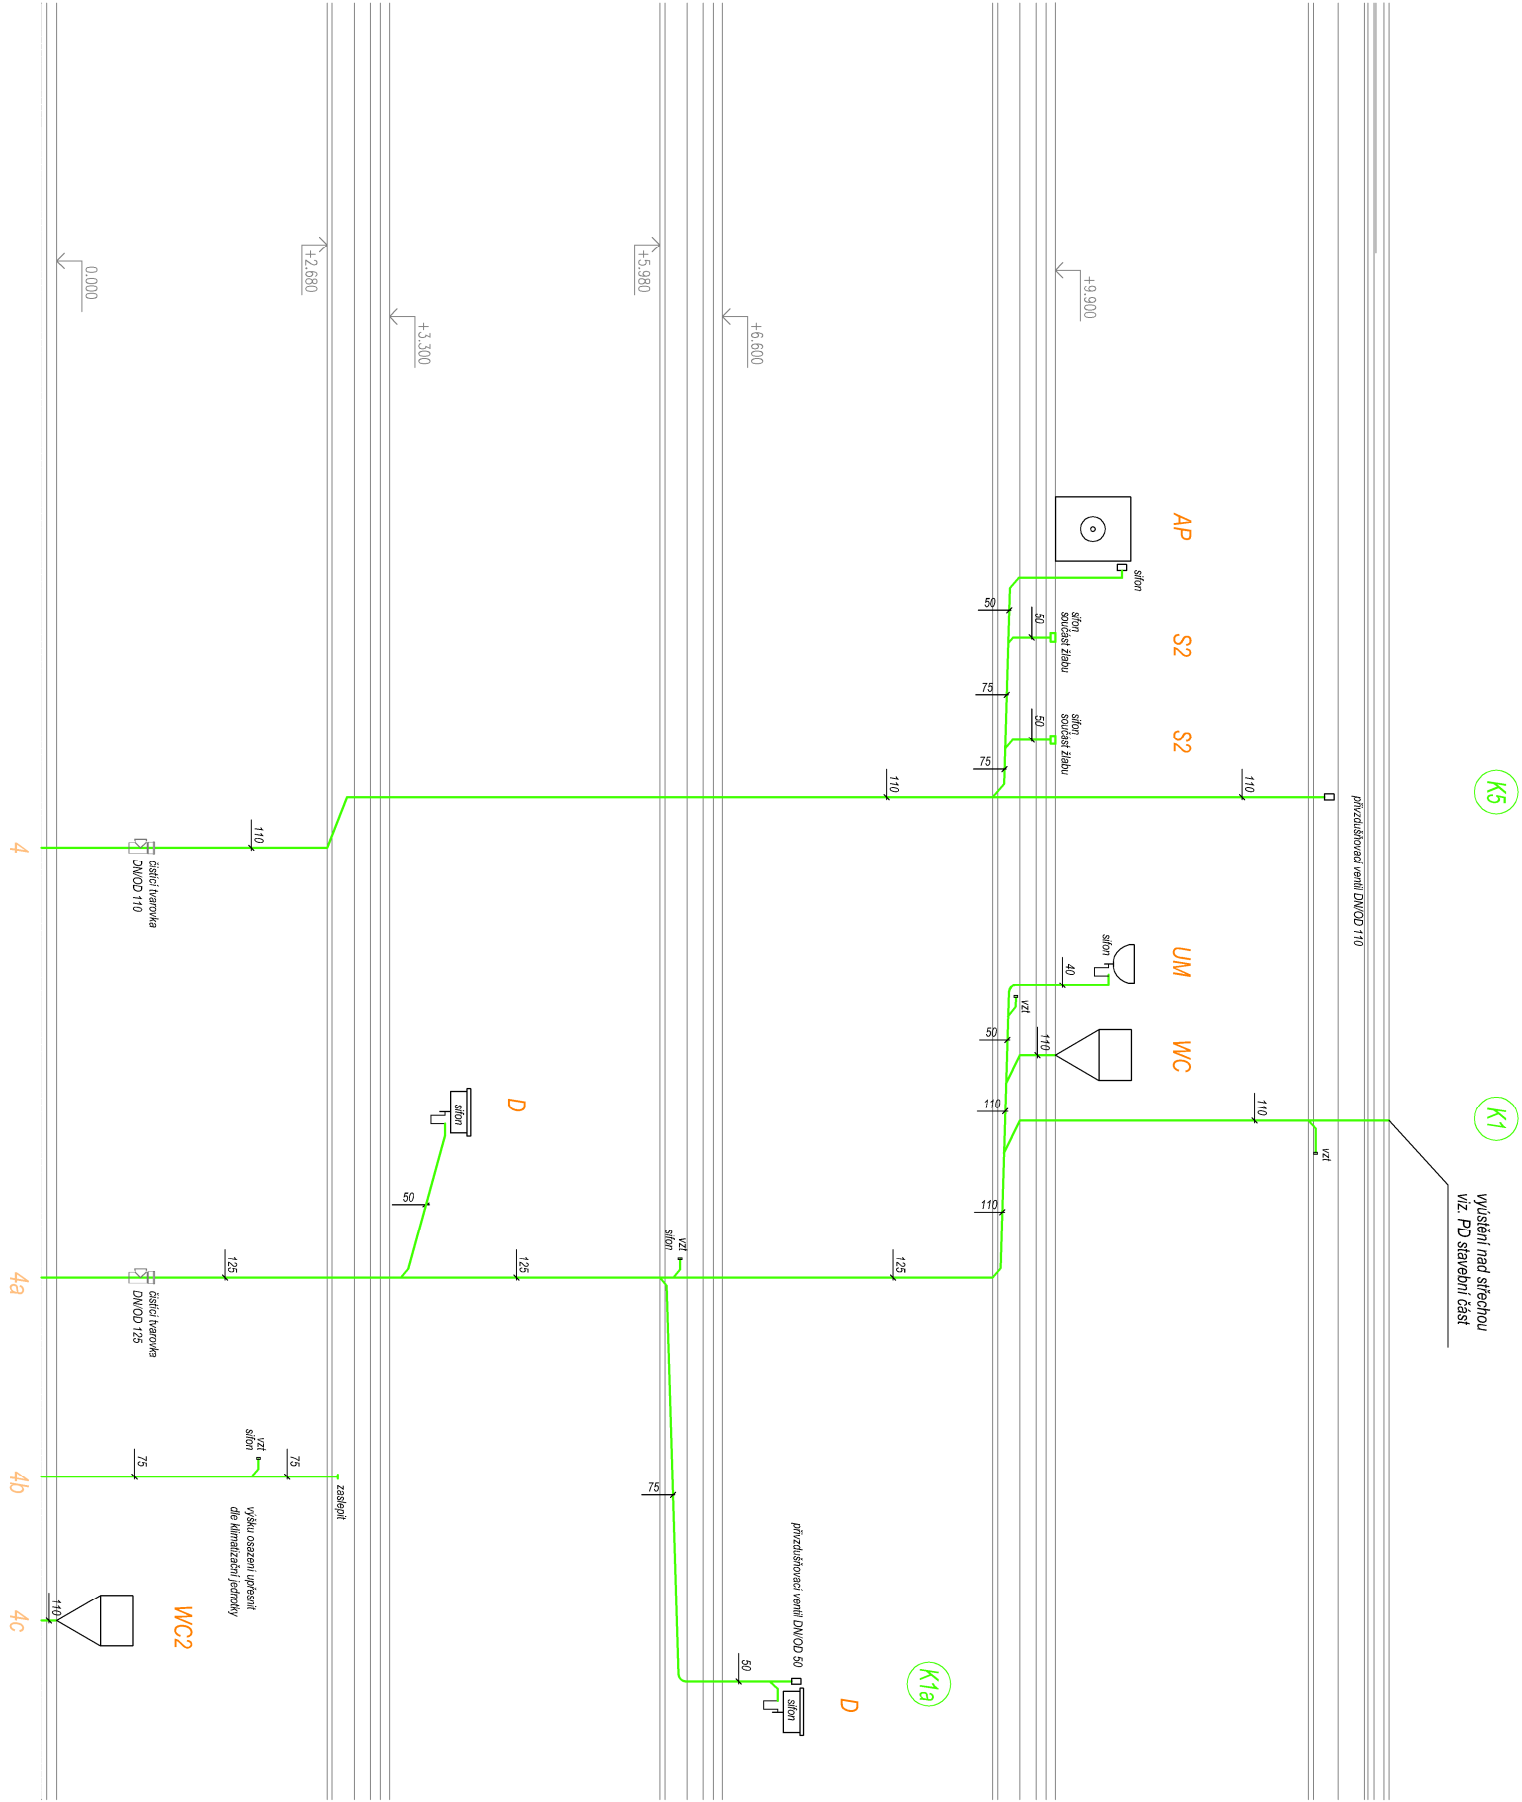 K5
K1
vyústění nad střechou
viz. PD stavební část
přivzdušňovací ventil DN/OD 110
110
110
vzt
AP
S2
S2
UM
WC
sifon
sifon
součást žlabu
sifon
součást žlabu
sifon
+9.900
50
50
40
110
vzt
50
75
75
50
110
110
110
125
K1a
D
přivzdušňovací ventil DN/OD 50
sifon
50
+6.600
vzt
sifon
+5.980
75
D
sifon
125
50
+3.300
+2.680
zaslepit
75
vzt
sifon
výšku osazení upřesnit
dle klimatizační jednotky
110
125
WC2
čistící tvarovka
DN/OD 110
čistící tvarovka
DN/OD 125
75
0.000
110
4
4a
4b
4c